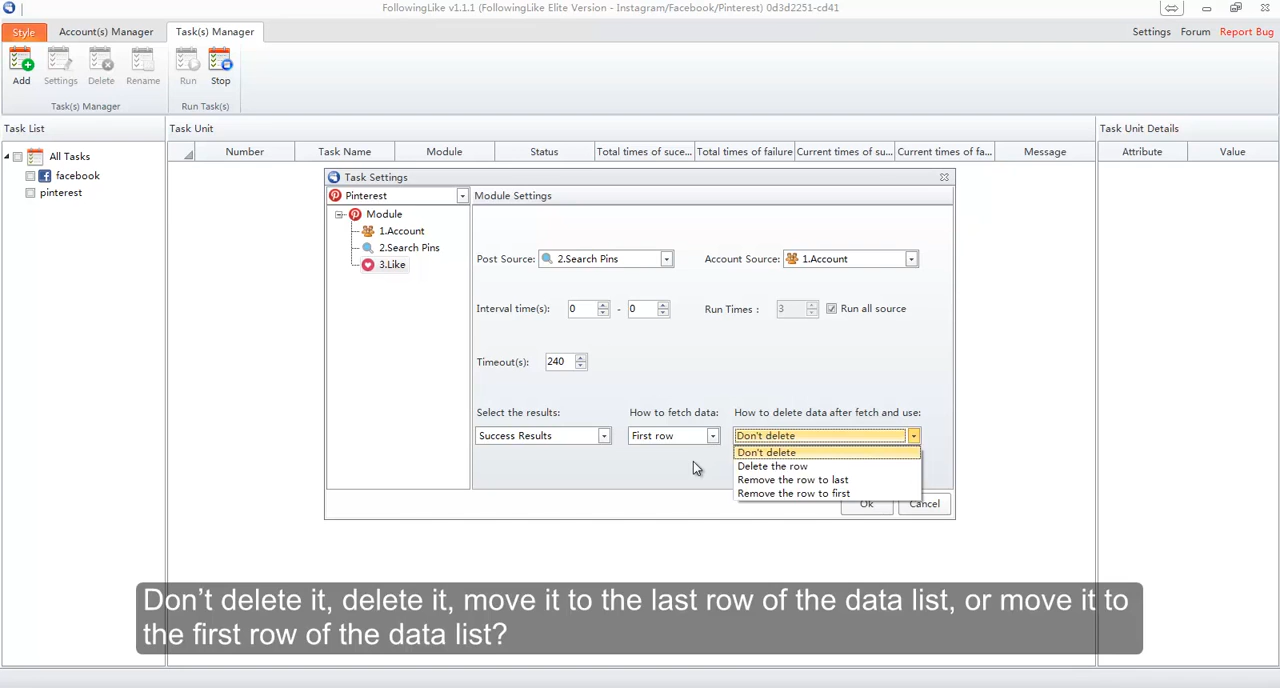 FollowingLike v1.1.1 (FollowingLike Elite Version - Instagram/Facebook/Pinterest) 0d3d2251-cd41
Style Account(s) Manager Task(s) Manager Settings Forum Report Bug
Add Settings Delete Rename Run Stop
Task(s) Manager Run Task(s)
Task List Task Unit Task Unit Details
Number Task Name Module Status Total times of suce... Total times of failure Current times of su... Current times of fa... Message Attribute Value
All Tasks
facebook
pinterest
Task Settings
Pinterest Module Settings
Module
1.Account
2.Search Pins
3.Like
Post Source: 2.Search Pins Account Source: 1.Account
Interval time(s): 0 - 0 Run Times : 3 Run all source
Timeout(s): 240
Select the results: How to fetch data: How to delete data after fetch and use:
Success Results First row Don't delete
Don't delete
Delete the row
Remove the row to last
Remove the row to first
Ok Cancel
Don’t delete it, delete it, move it to the last row of the data list, or move it to
the first row of the data list?